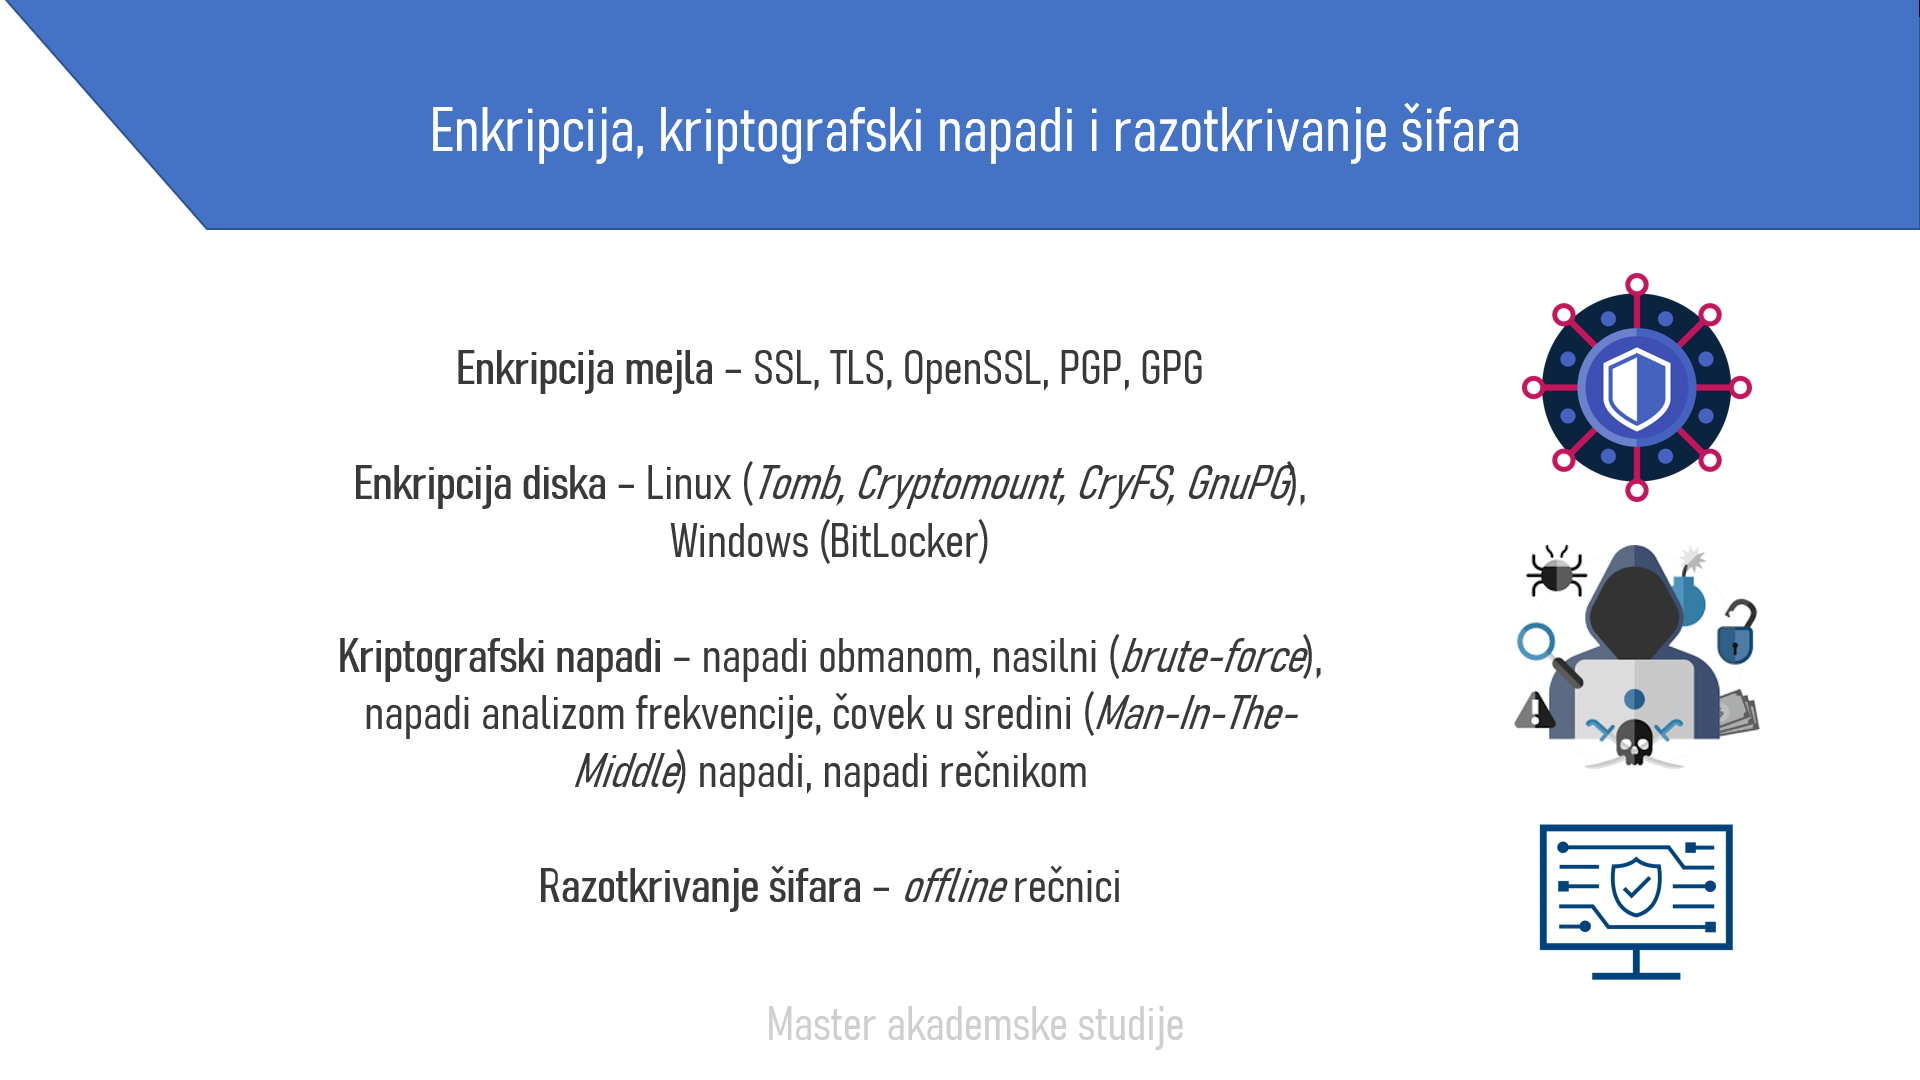 Enkripcija, kriptografski napadi i razotkrivanje šifara
Enkripcija mejla – SSL, TLS, OpenSSL, PGP, GPG
Enkripcija diska – Linux (Tomb, Cryptomount, CryFS, GnuPG),
Windows (BitLocker)
Kriptografski napadi – napadi obmanom, nasilni (brute-force),
napadi analizom frekvencije, čovek u sredini (Man-In-The-
Middle) napadi, napadi rečnikom
Razotkrivanje šifara – offline rečnici
Master akademske studije